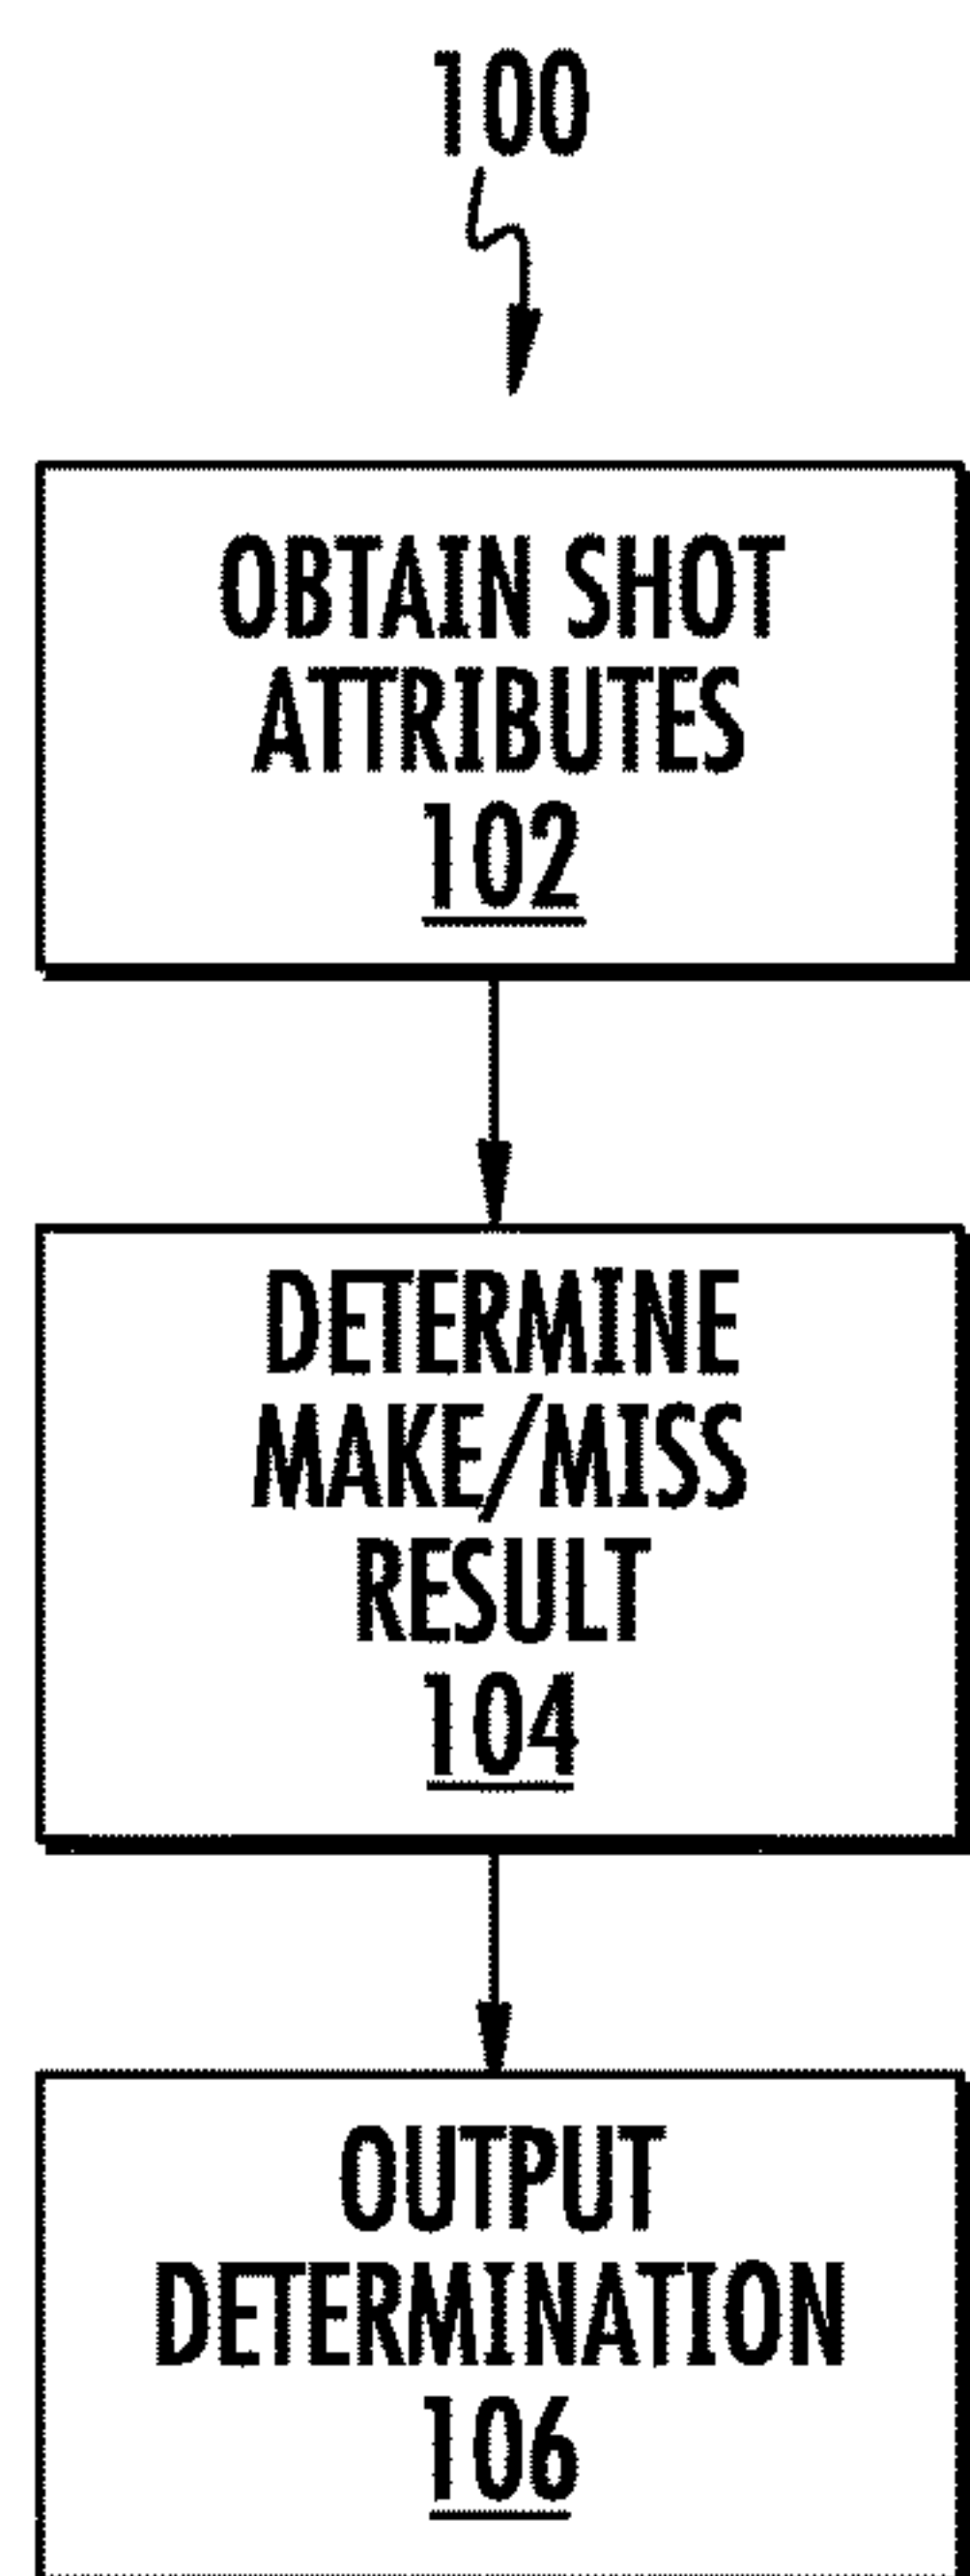 100
OBTAIN SHOT
ATTRIBUTES
102
DETERMINE
MAKE/MISS
RESULT
104
OUTPUT
DETERMINATION
106